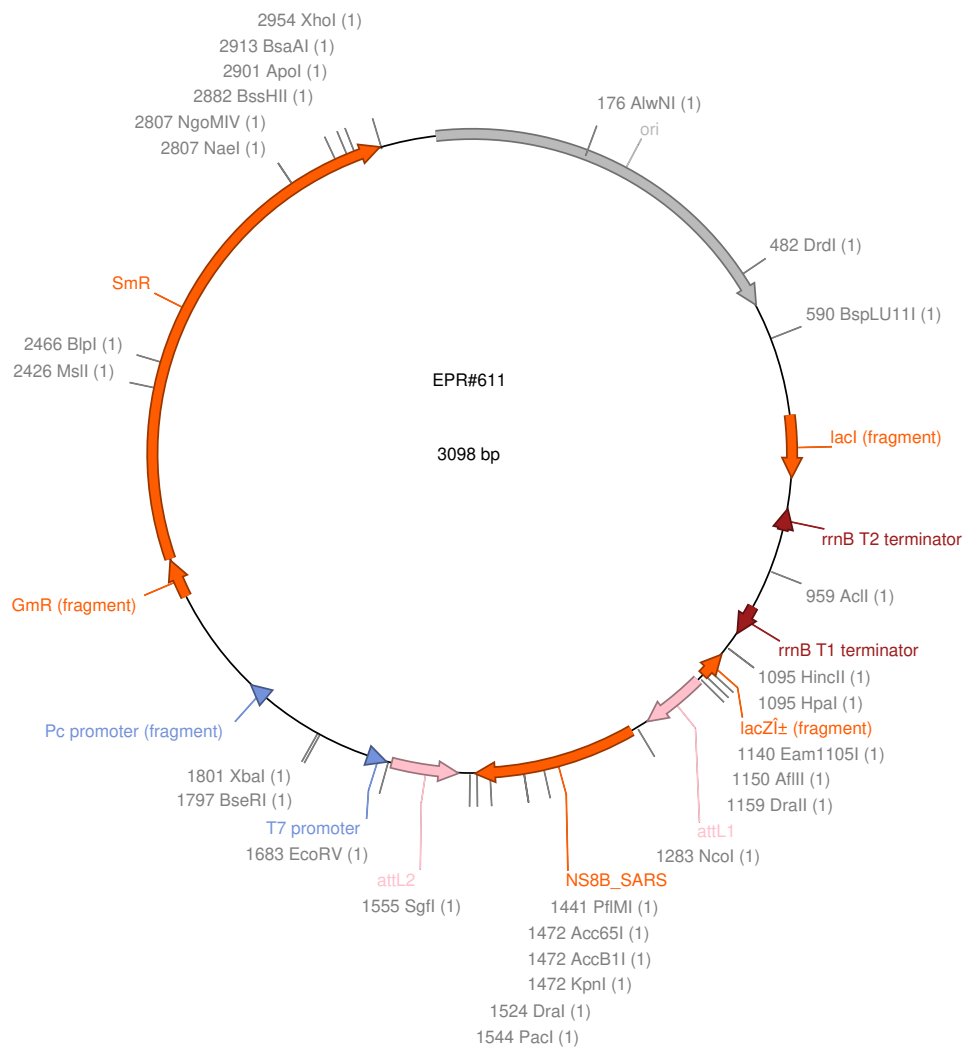 2954 XhoI (1)
2913 BsaAI (1)
2901 ApoI (1)
2882 BssHII (1)
2807 NgoMIV (1)
2807 NaeI (1)
176 AlwNI (1)
ori
482 DrdI (1)
590 BspLU11I (1)
SmR
2466 BlpI (1)
2426 MslI (1)
EPR#611
3098 bp
lacI (fragment)
rrnB T2 terminator
959 AclI (1)
GmR (fragment)
rrnB T1 terminator
1095 HincII (1)
1095 HpaI (1)
lacZÎ± (fragment)
1140 Eam1105I (1)
1150 AflII (1)
1159 DraII (1)
Pc promoter (fragment)
1801 XbaI (1)
1797 BseRI (1)
T7 promoter
1683 EcoRV (1)
attL1
1283 NcoI (1)
attL2
1555 SgfI (1)
NS8B_SARS
1441 PflMI (1)
1472 Acc65I (1)
1472 AccB1I (1)
1472 KpnI (1)
1524 DraI (1)
1544 PacI (1)